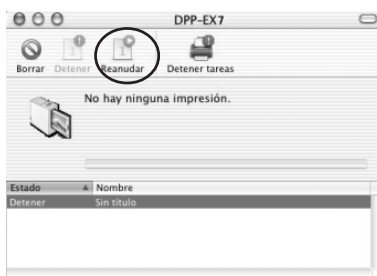 DPP-EX7
Borrar Detener Reanudar Detener tareas
No hay ninguna impresión.
Estado Nombre
Detener Sin título